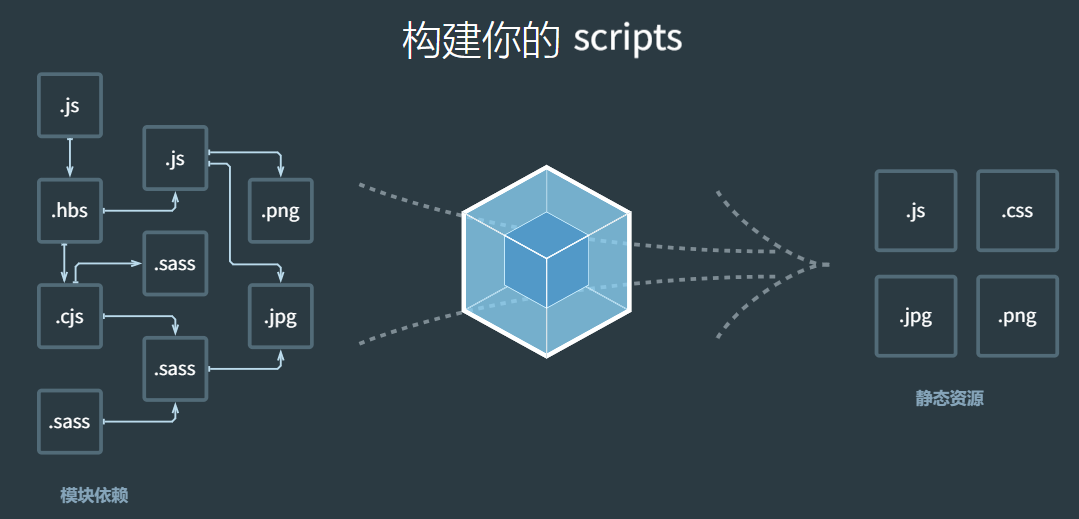 构建你的 scripts
.js
.js
.hbs
.png
.sass
.cjs
.jpg
.sass
.sass
模块依赖
.js
.css
.jpg
.png
静态资源